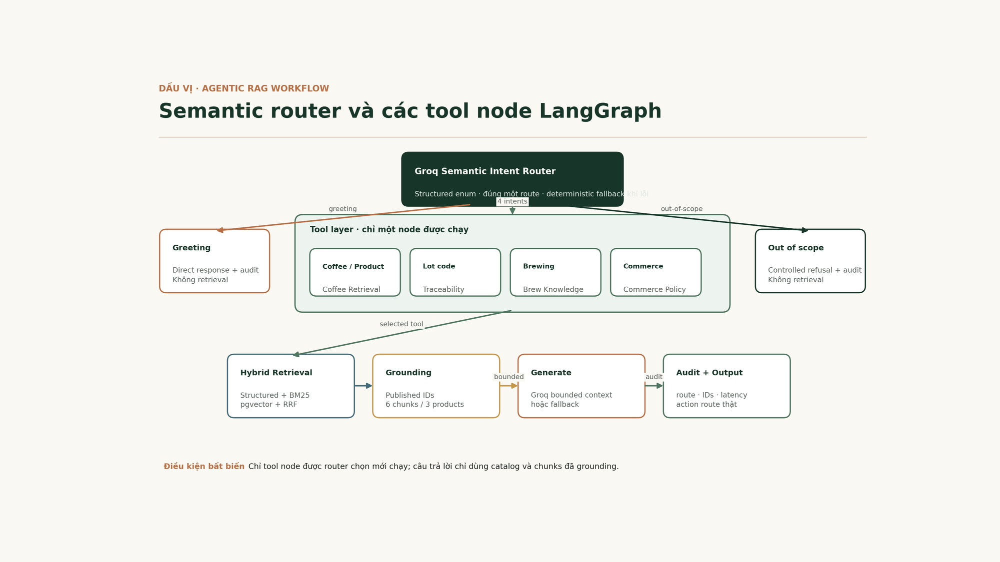 DẤU VỊ · AGENTIC RAG WORKFLOW
Semantic router và các tool node LangGraph
Groq Semantic Intent Router
Structured enum · đúng một route · deterministic fallback khi lỗi
4 intents
greeting
out-of-scope
Greeting
Direct response + audit
Không retrieval
Tool layer · chỉ một node được chạy
Coffee / Product
Coffee Retrieval
Lot code
Traceability
Brewing
Brew Knowledge
Commerce
Commerce Policy
Out of scope
Controlled refusal + audit
Không retrieval
selected tool
Hybrid Retrieval
Structured + BM25
pgvector + RRF
Grounding
Published IDs
6 chunks / 3 products
bounded
Generate
Groq bounded context
hoặc fallback
audit
Audit + Output
route · IDs · latency
action route thật
Điều kiện bất biến Chỉ tool node được router chọn mới chạy; câu trả lời chỉ dùng catalog và chunks đã grounding.